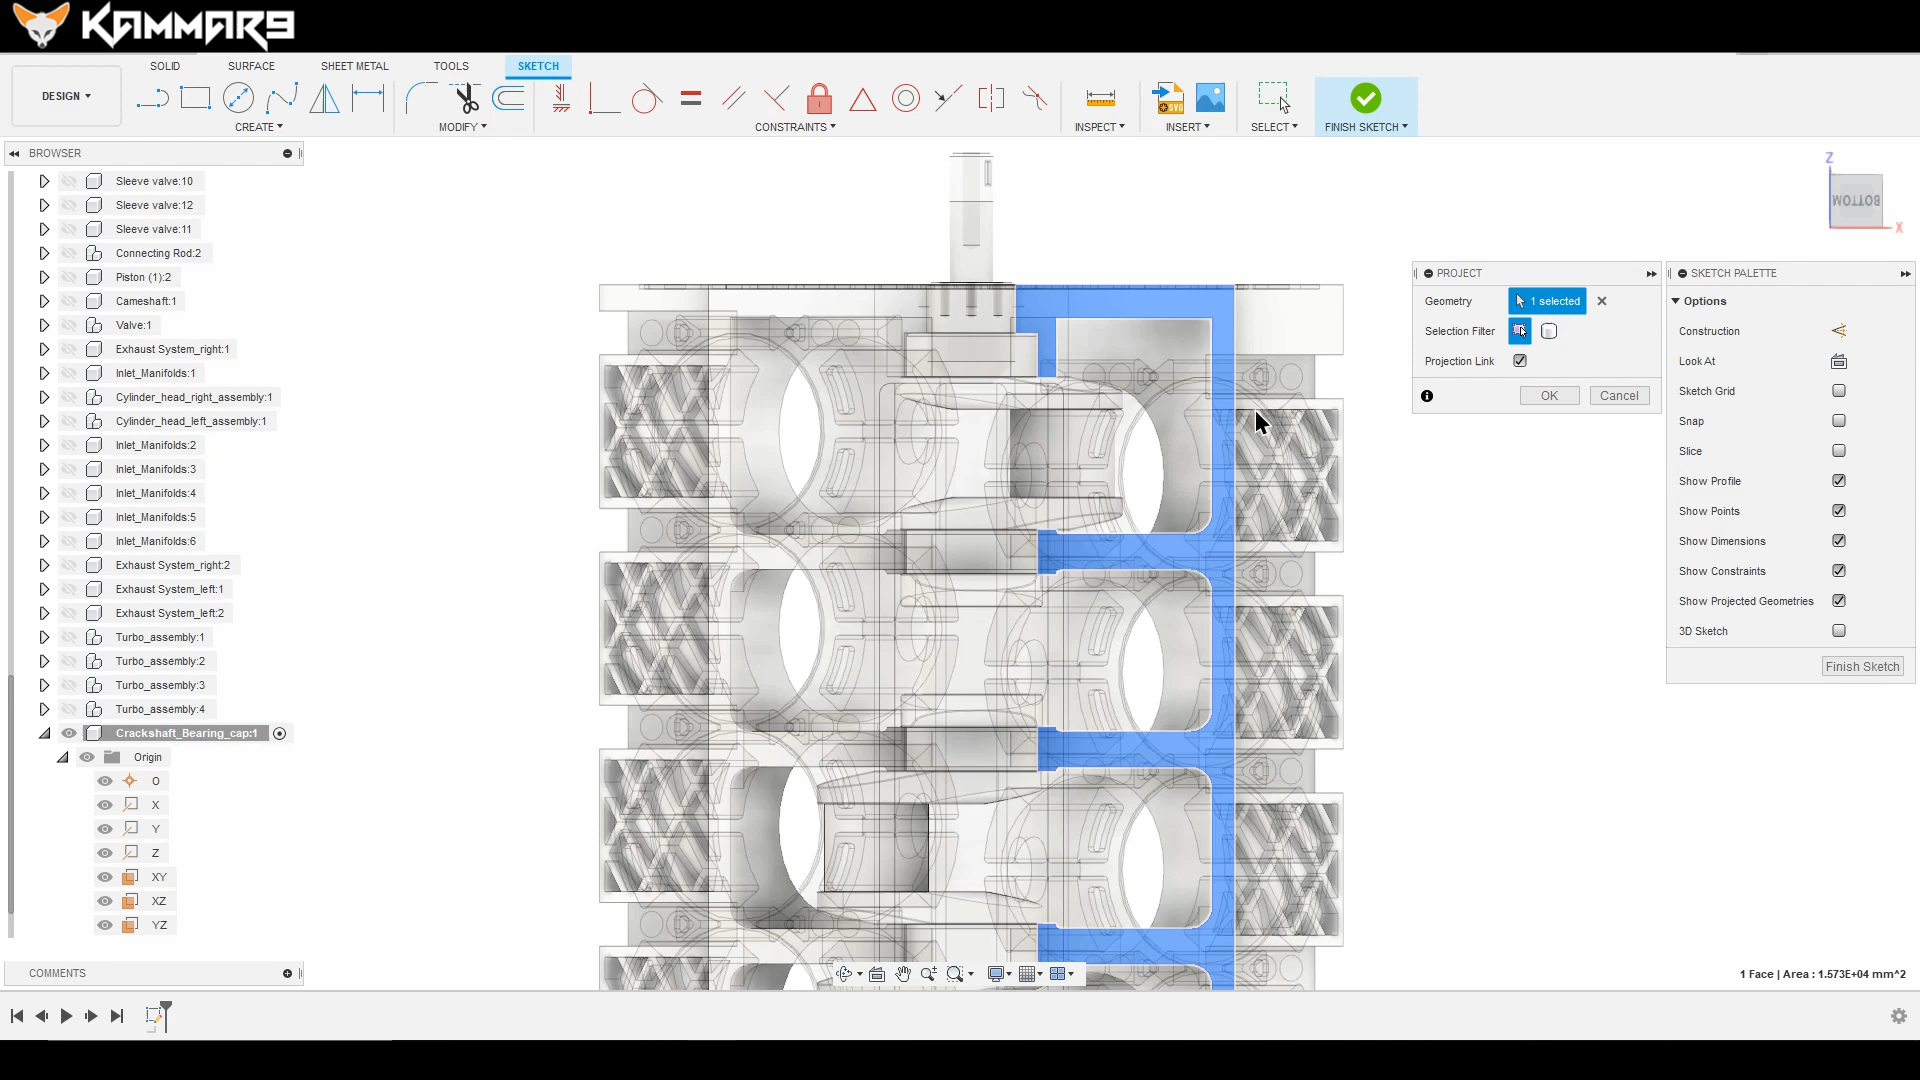 KAMMAR9
SOLID SURFACE SHEET METAL TOOLS SKETCH
DESIGN
SVG
CREATE MODIFY CONSTRAINTS INSPECT INSERT SELECT FINISH SKETCH
BROWSER
Sleeve valve:10
Sleeve valve:12
Sleeve valve:11
Connecting Rod:2
Piston (1):2
Cameshaft:1
Valve:1
Exhaust System_right:1
Inlet_Manifolds:1
Cylinder_head_right_assembly:1
Cylinder_head_left_assembly:1
Inlet_Manifolds:2
Inlet_Manifolds:3
Inlet_Manifolds:4
Inlet_Manifolds:5
Inlet_Manifolds:6
Exhaust System_right:2
Exhaust System_left:1
Exhaust System_left:2
Turbo_assembly:1
Turbo_assembly:2
Turbo_assembly:3
Turbo_assembly:4
Crackshaft_Bearing_cap:1
Origin
O
X
Y
Z
XY
XZ
YZ
COMMENTS
Z
BOTTOM
X
PROJECT
Geometry 1 selected
Selection Filter
Projection Link
OK Cancel
SKETCH PALETTE
Options
Construction
Look At
Sketch Grid
Snap
Slice
Show Profile
Show Points
Show Dimensions
Show Constraints
Show Projected Geometries
3D Sketch
Finish Sketch
1 Face | Area : 1.573E+04 mm^2